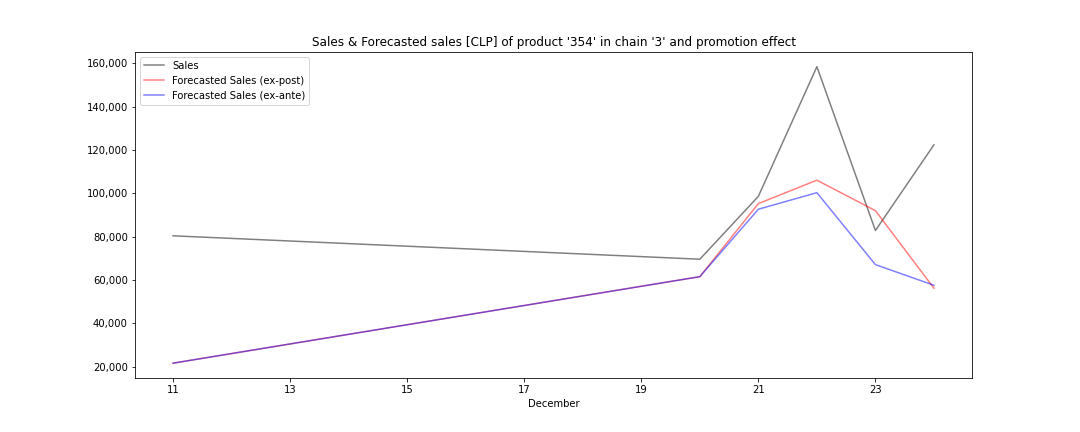 Sales & Forecasted sales [CLP] of product '354' in chain '3' and promotion effect
Sales
Forecasted Sales (ex-post)
Forecasted Sales (ex-ante)
160,000
140,000
120,000
100,000
80,000
60,000
40,000
20,000
11 13 15 17 19 21 23
December